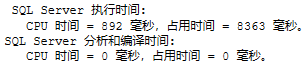 SQL Server 执行时间:
CPU 时间 = 892 毫秒，占用时间 = 8363 毫秒。
SQL Server 分析和编译时间:
CPU 时间 = 0 毫秒，占用时间 = 0 毫秒。